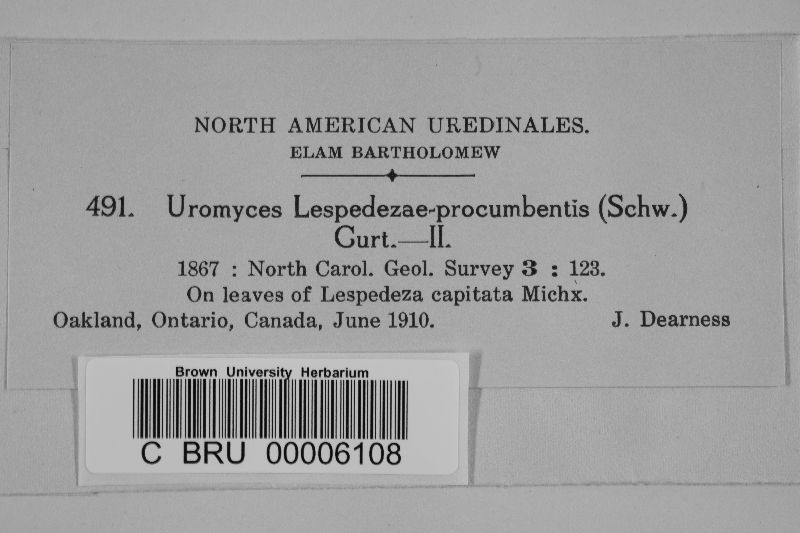 NORTH AMERICAN UREDINALES.
ELAM BARTHOLOMEW
491. Uromyces Lespedezae-procumbentis (Schw.)
Curt.—II.
1867 : North Carol. Geol. Survey 3 : 123.
On leaves of Lespedeza capitata Michx.
Oakland, Ontario, Canada, June 1910. J. Dearness
Brown University Herbarium
C BRU 00006108